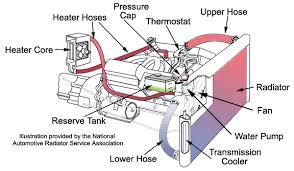 Pressure
Cap
Heater Hoses
Thermostat
Upper Hose
Heater Core
Radiator
Fan
Reserve Tank
Water Pump
Illustration provided by the National
Automotive Radiator Service Association
Lower Hose
Transmission
Cooler